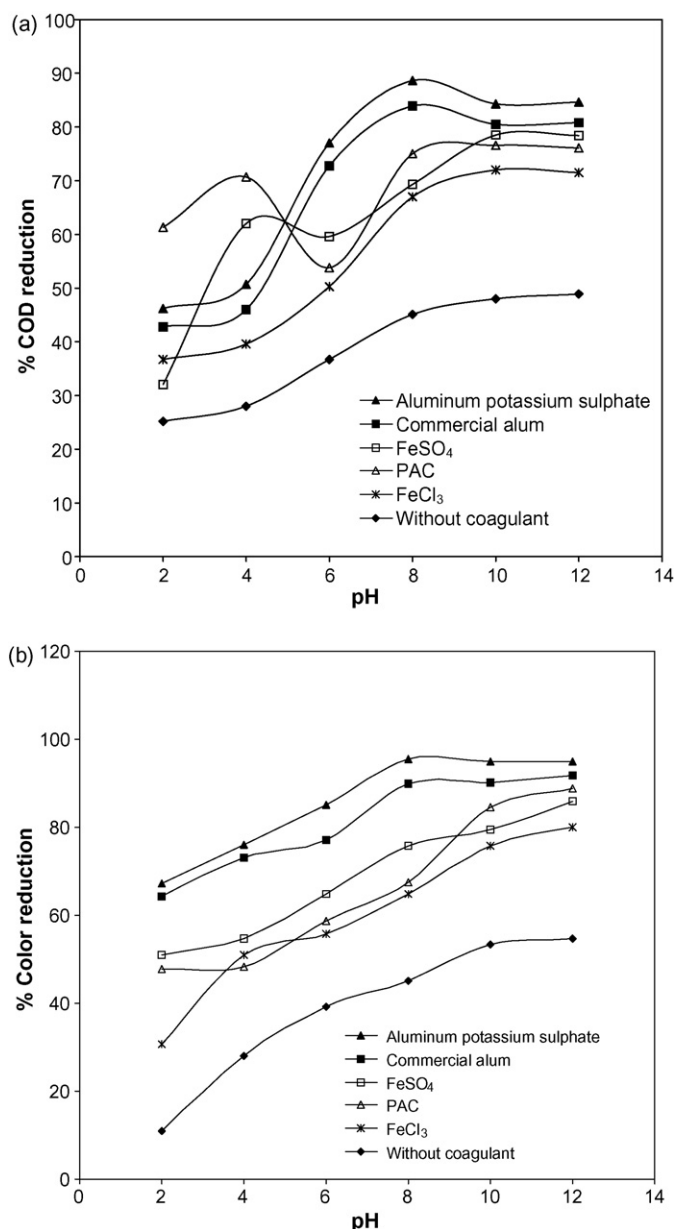 (a)
100
90
80
70
60
50
40
30
20
10
0
% COD reduction
Aluminum potassium sulphate
Commercial alum
FeSO₄
PAC
FeCl₃
Without coagulant
0 2 4 6 8 10 12 14
pH
(b)
120
100
80
60
40
20
0
% Color reduction
Aluminum potassium sulphate
Commercial alum
FeSO₄
PAC
FeCl₃
Without coagulant
0 2 4 6 8 10 12 14
pH